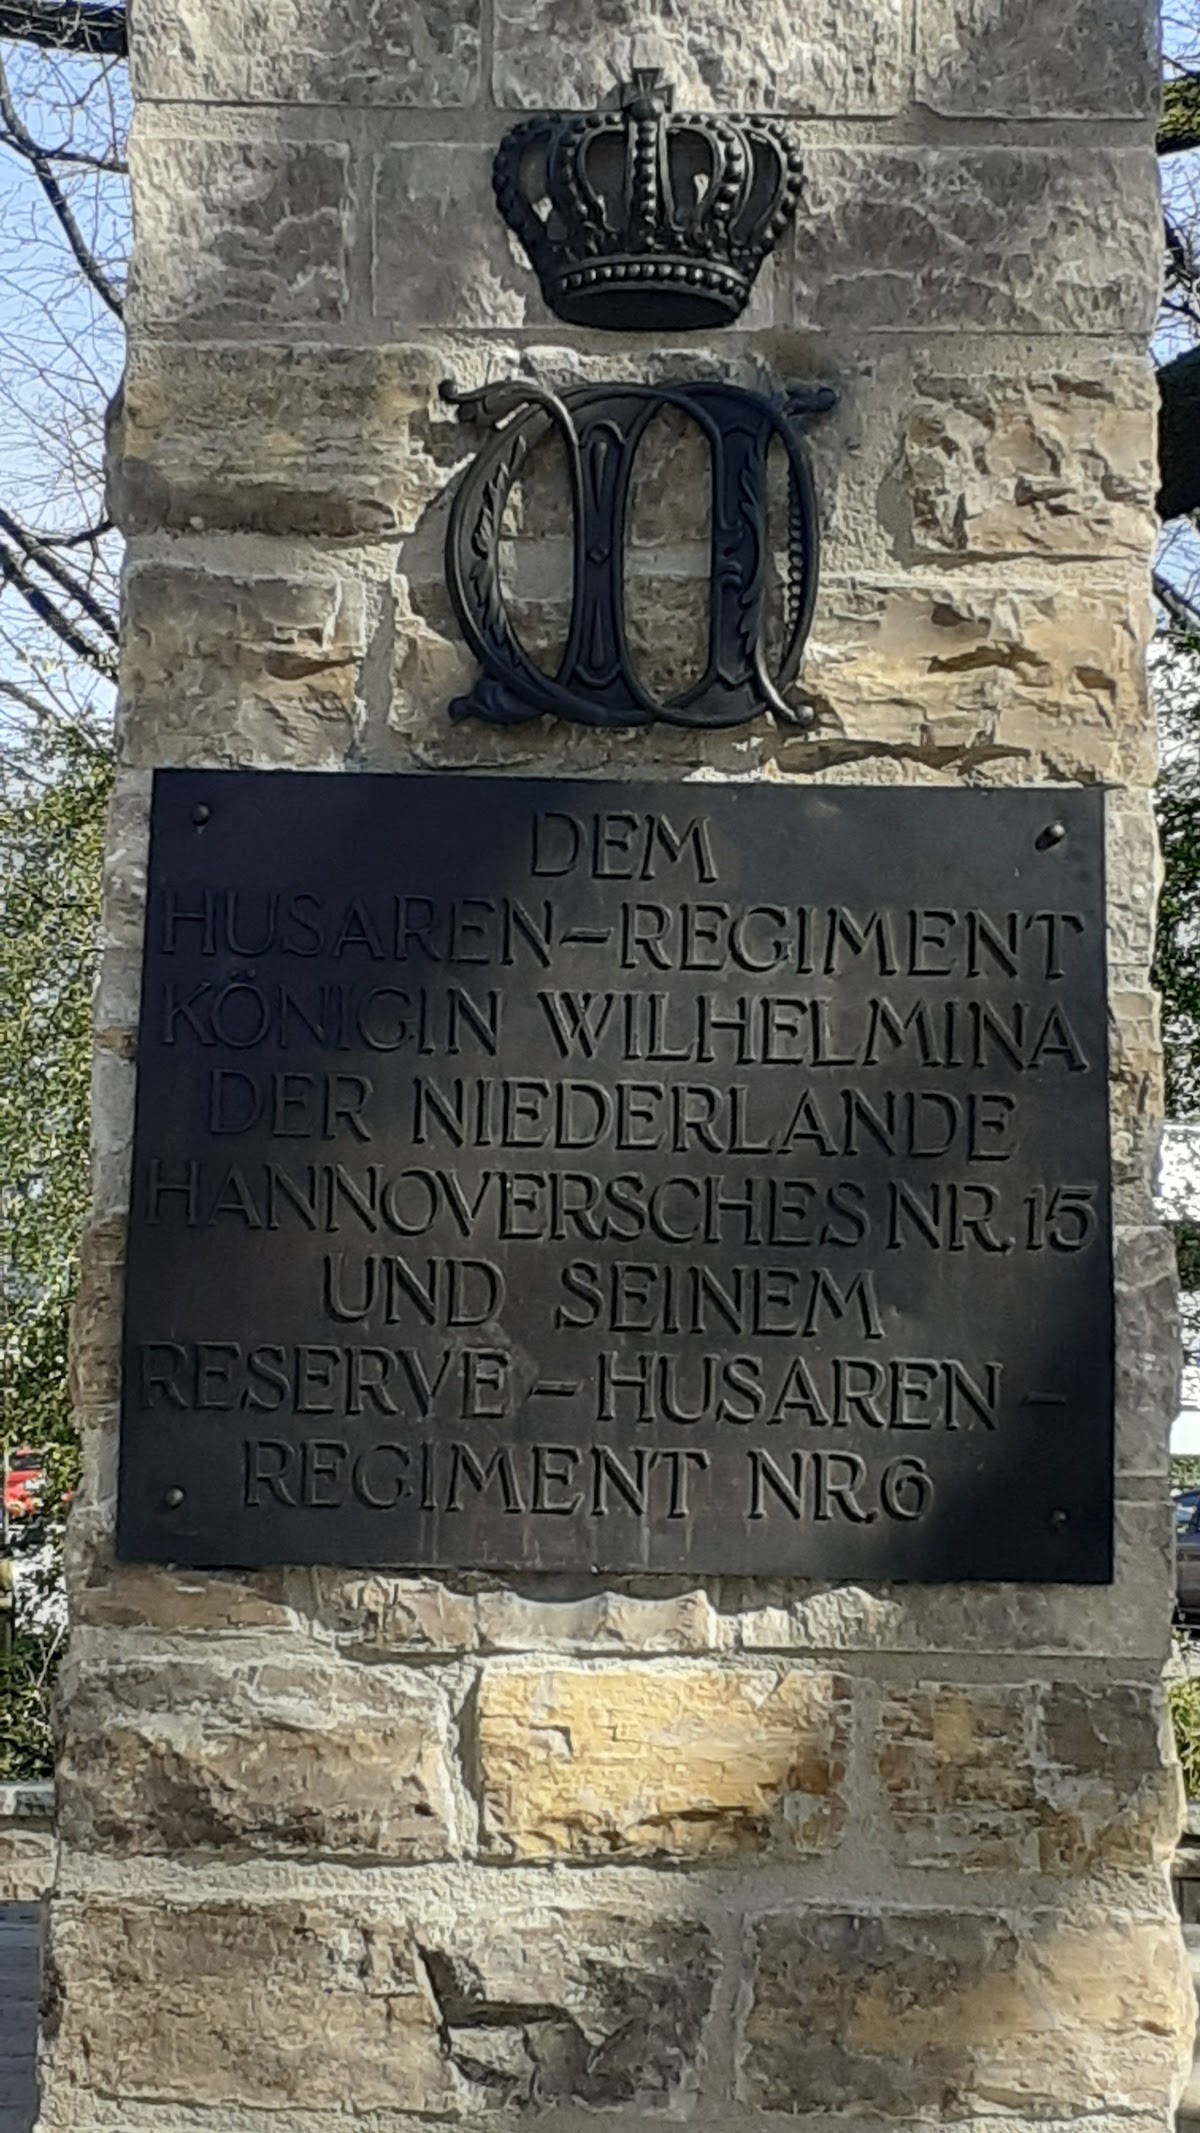 DEM
HUSAREN-REGIMENT
KÖNIGIN WILHELMINA
DER NIEDERLANDE
HANNOVERSCHES NR. 15
UND SEINEM
RESERVE-HUSAREN-
REGIMENT NR. 6